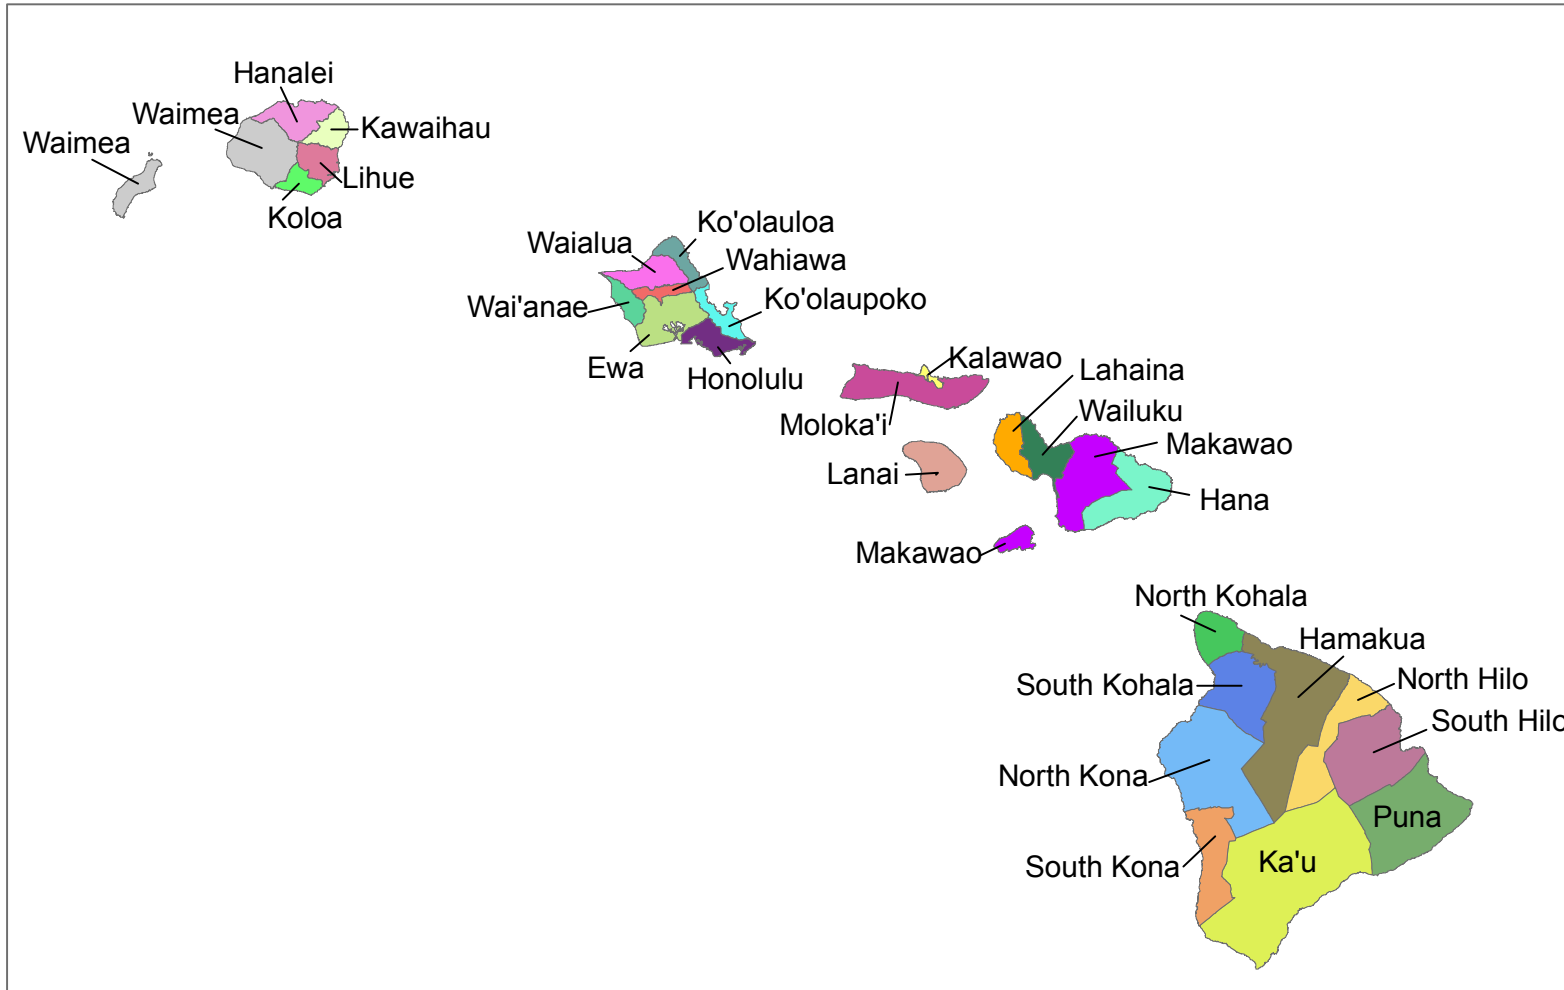 Hanalei
Waimea
Kawaihau
Waimea
Lihue
Koloa
Ko'olauloa
Waialua
Wahiawa
Wai'anae
Ko'olaupoko
Ewa
Honolulu
Kalawao
Lahaina
Wailuku
Moloka'i
Makawao
Lanai
Hana
Makawao
North Kohala
Hamakua
South Kohala
North Hilo
South Hilo
North Kona
Puna
South Kona
Ka'u